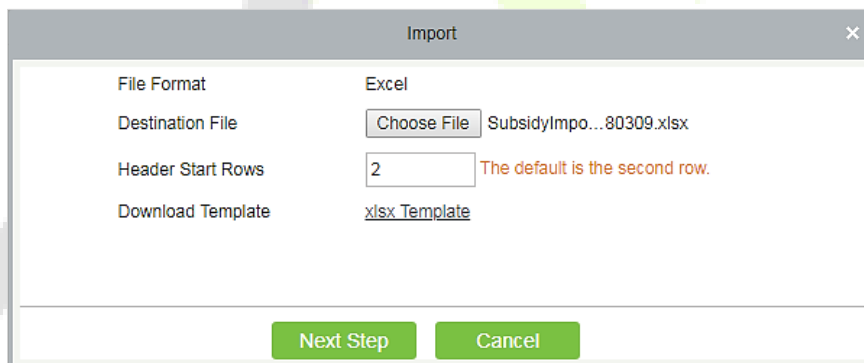 Import ×
File Format Excel
Destination File Choose File SubsidyImpo...80309.xlsx
Header Start Rows 2 The default is the second row.
Download Template xlsx Template
Next Step Cancel